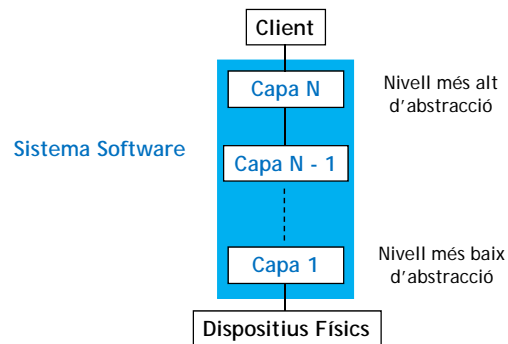 Client
Capa N
Nivell més alt
d'abstracció
Sistema Software
Capa N - 1
Capa 1
Nivell més baix
d'abstracció
Dispositius Físics